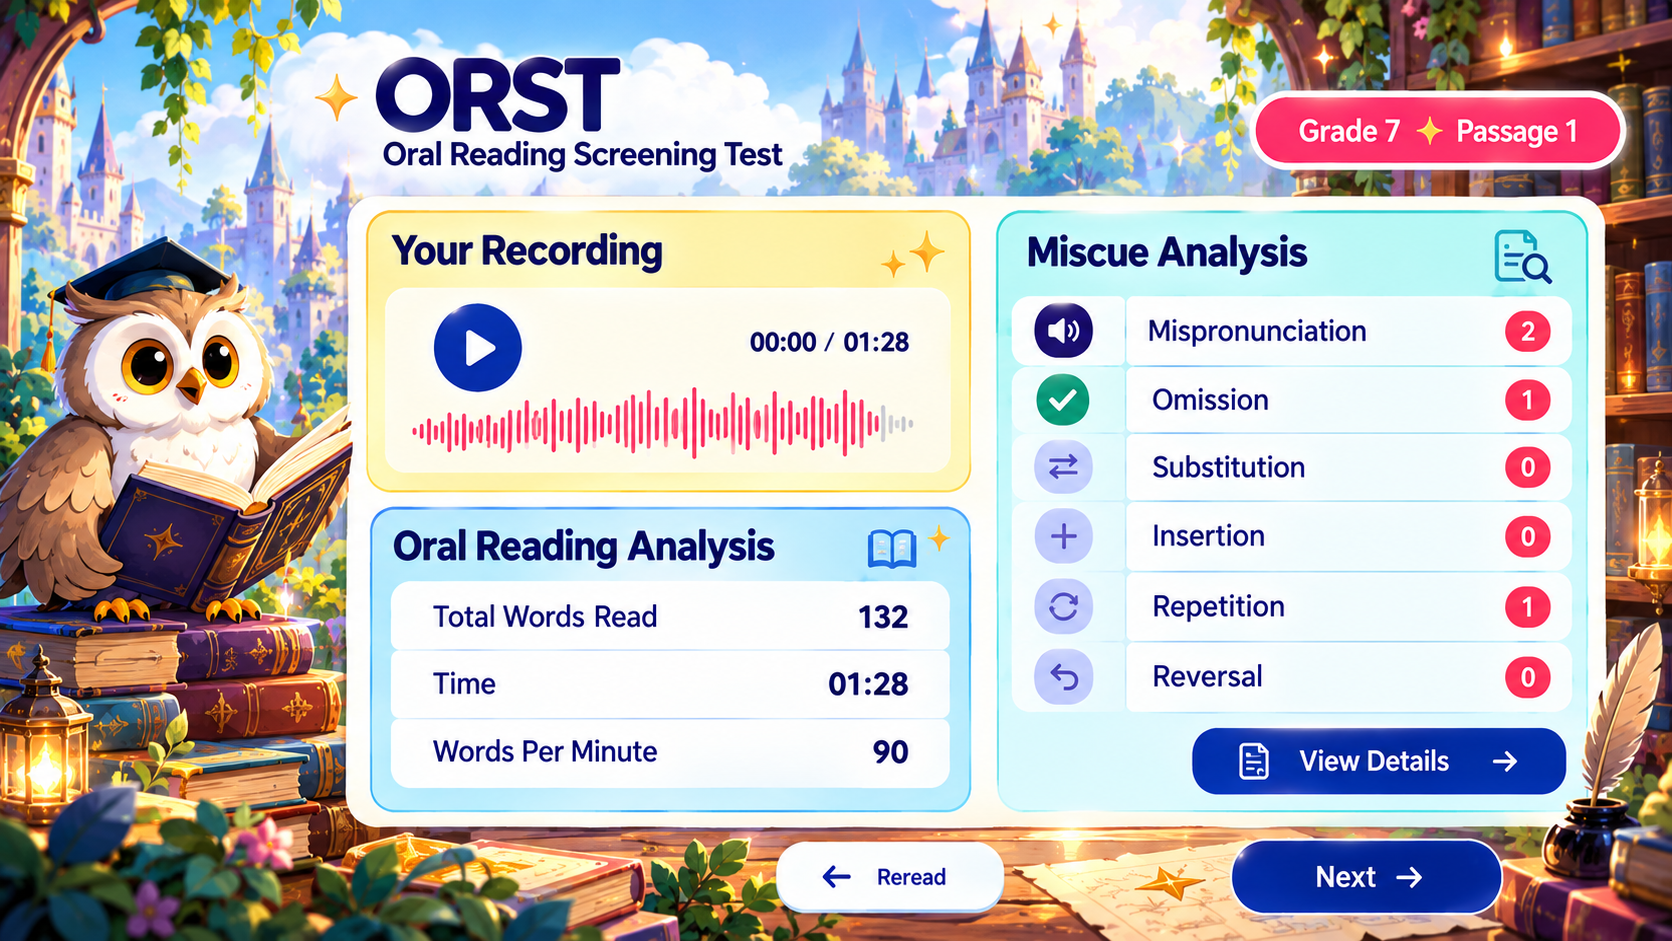 ORST
Oral Reading Screening Test
Grade 7 Passage 1
Your Recording
00:00 / 01:28
Oral Reading Analysis
Total Words Read 132
Time 01:28
Words Per Minute 90
Miscue Analysis
Mispronunciation 2
Omission 1
Substitution 0
Insertion 0
Repetition 1
Reversal 0
View Details
Reread
Next